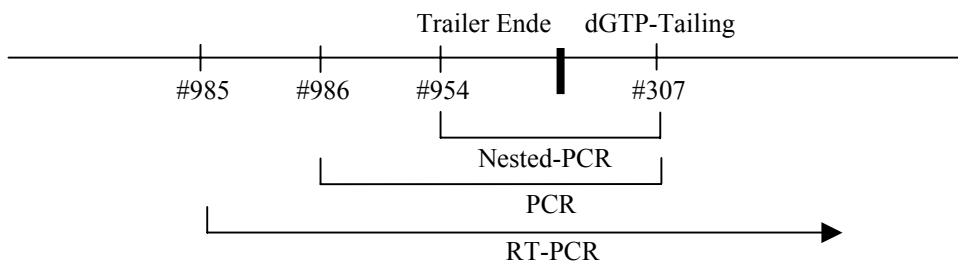 Trailer Ende dGTP-Tailing
#985 #986 #954 #307
Nested-PCR
PCR
RT-PCR